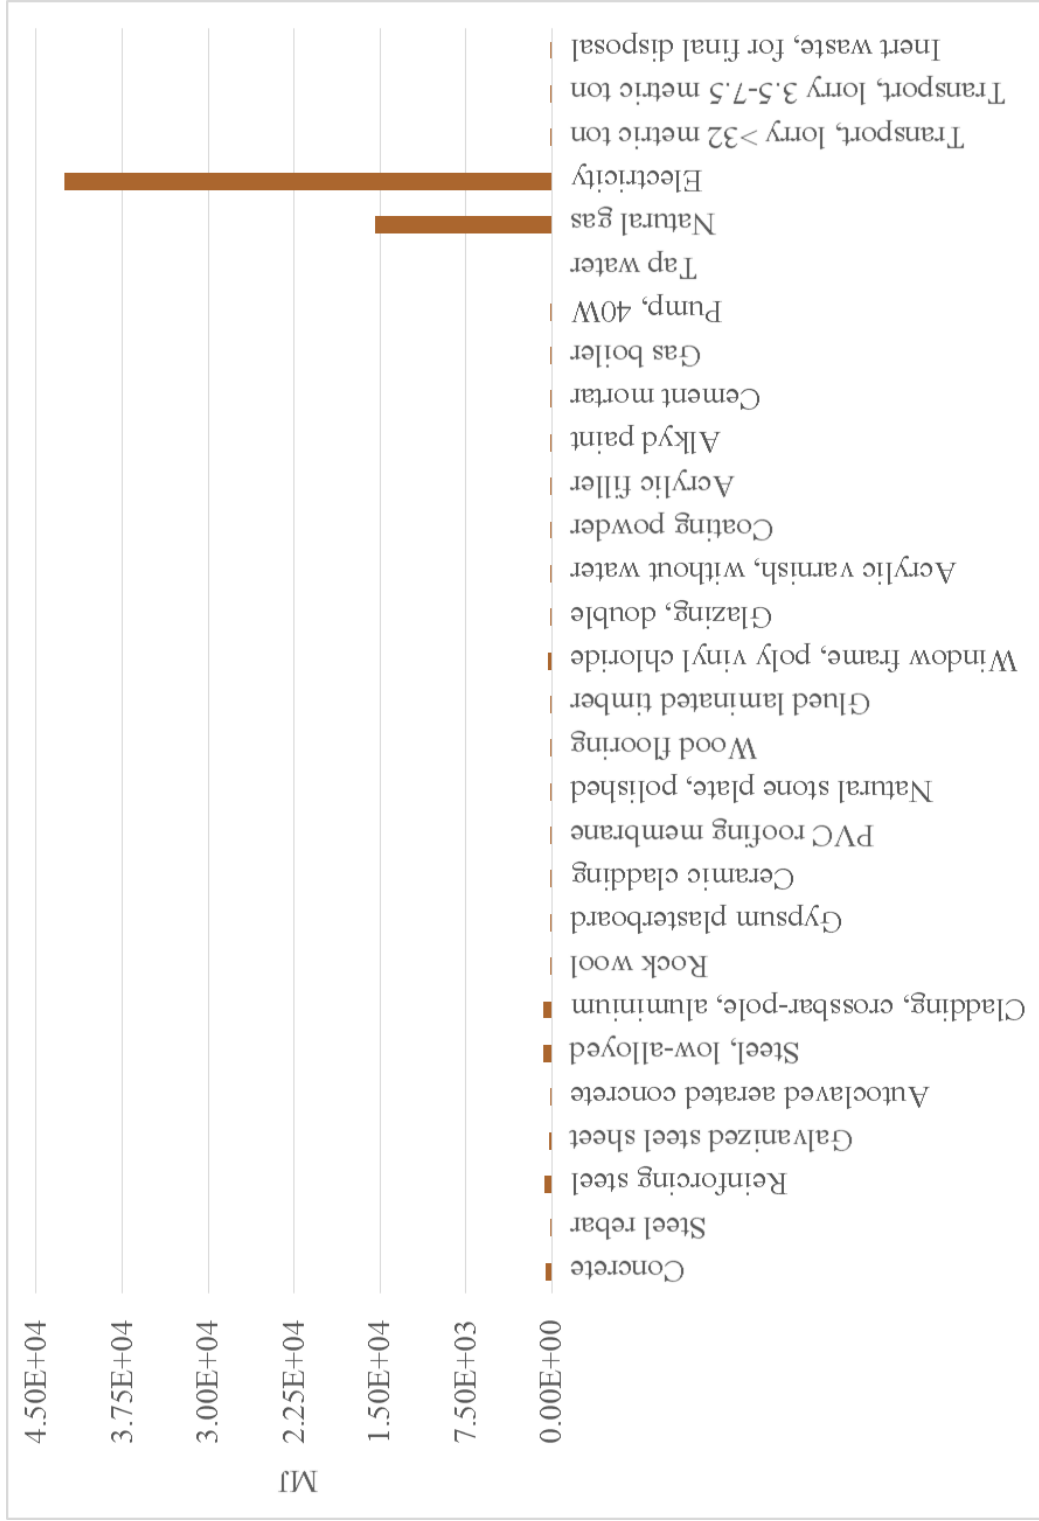 MJ
4.50E+04
3.75E+04
3.00E+04
2.25E+04
1.50E+04
7.50E+03
0.00E+00
Concrete
Steel rebar
Reinforcing steel
Galvanized steel sheet
Autoclaved aerated concrete
Steel, low-alloyed
Cladding, crossbar-pole, aluminium
Rock wool
Gypsum plasterboard
Ceramic cladding
PVC roofing membrane
Natural stone plate, polished
Wood flooring
Glued laminated timber
Window frame, poly vinyl chloride
Glazing, double
Acrylic varnish, without water
Coating powder
Acrylic filler
Alkyd paint
Cement mortar
Gas boiler
Pump, 40W
Tap water
Natural gas
Electricity
Transport, lorry >32 metric ton
Transport, lorry 3.5-7.5 metric ton
Inert waste, for final disposal